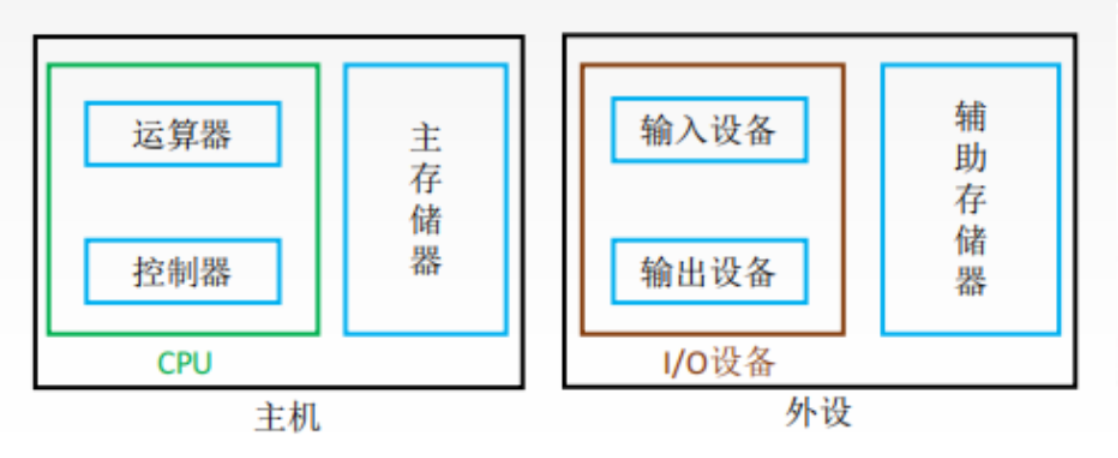 运算器
控制器
CPU
主存储器
主机
输入设备
输出设备
I/O设备
辅助存储器
外设